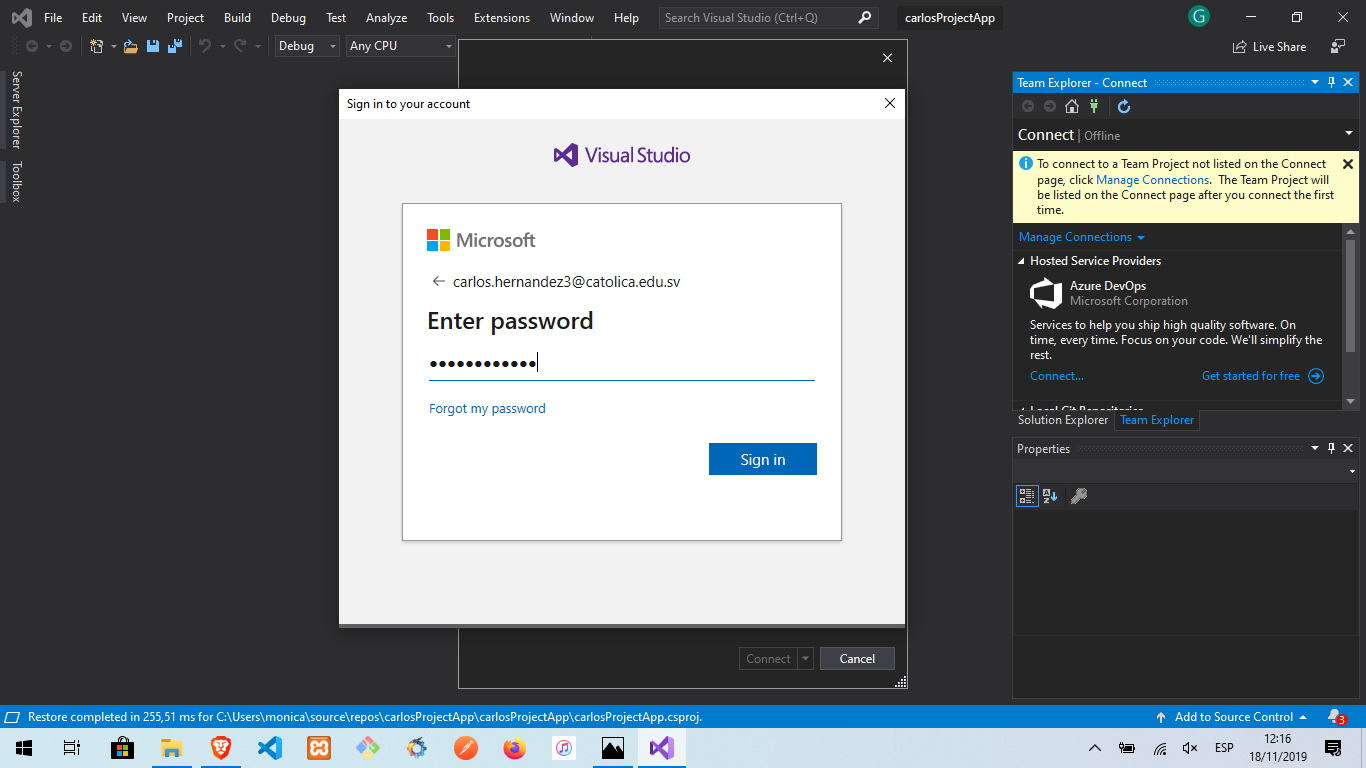 File Edit View Project Build Debug Test Analyze Tools Extensions Window Help Search Visual Studio (Ctrl+Q) carlosProjectApp G
Debug Any CPU Live Share
Server Explorer
Toolbox
Sign in to your account
Visual Studio
Microsoft
carlos.hernandez3@catolica.edu.sv
Enter password
Forgot my password
Sign in
Connect Cancel
Team Explorer - Connect
Connect | Offline
To connect to a Team Project not listed on the Connect
page, click Manage Connections. The Team Project will
be listed on the Connect page after you connect the first
time.
Manage Connections
Hosted Service Providers
Azure DevOps
Microsoft Corporation
Services to help you ship high quality software. On
time, every time. Focus on your code. We'll simplify the
rest.
Connect... Get started for free
Local Git Repositories
Solution Explorer Team Explorer
Properties
Restore completed in 255,51 ms for C:\Users\monica\source\repos\carlosProjectApp\carlosProjectApp\carlosProjectApp.csproj. Add to Source Control 3
ESP
12:16
18/11/2019